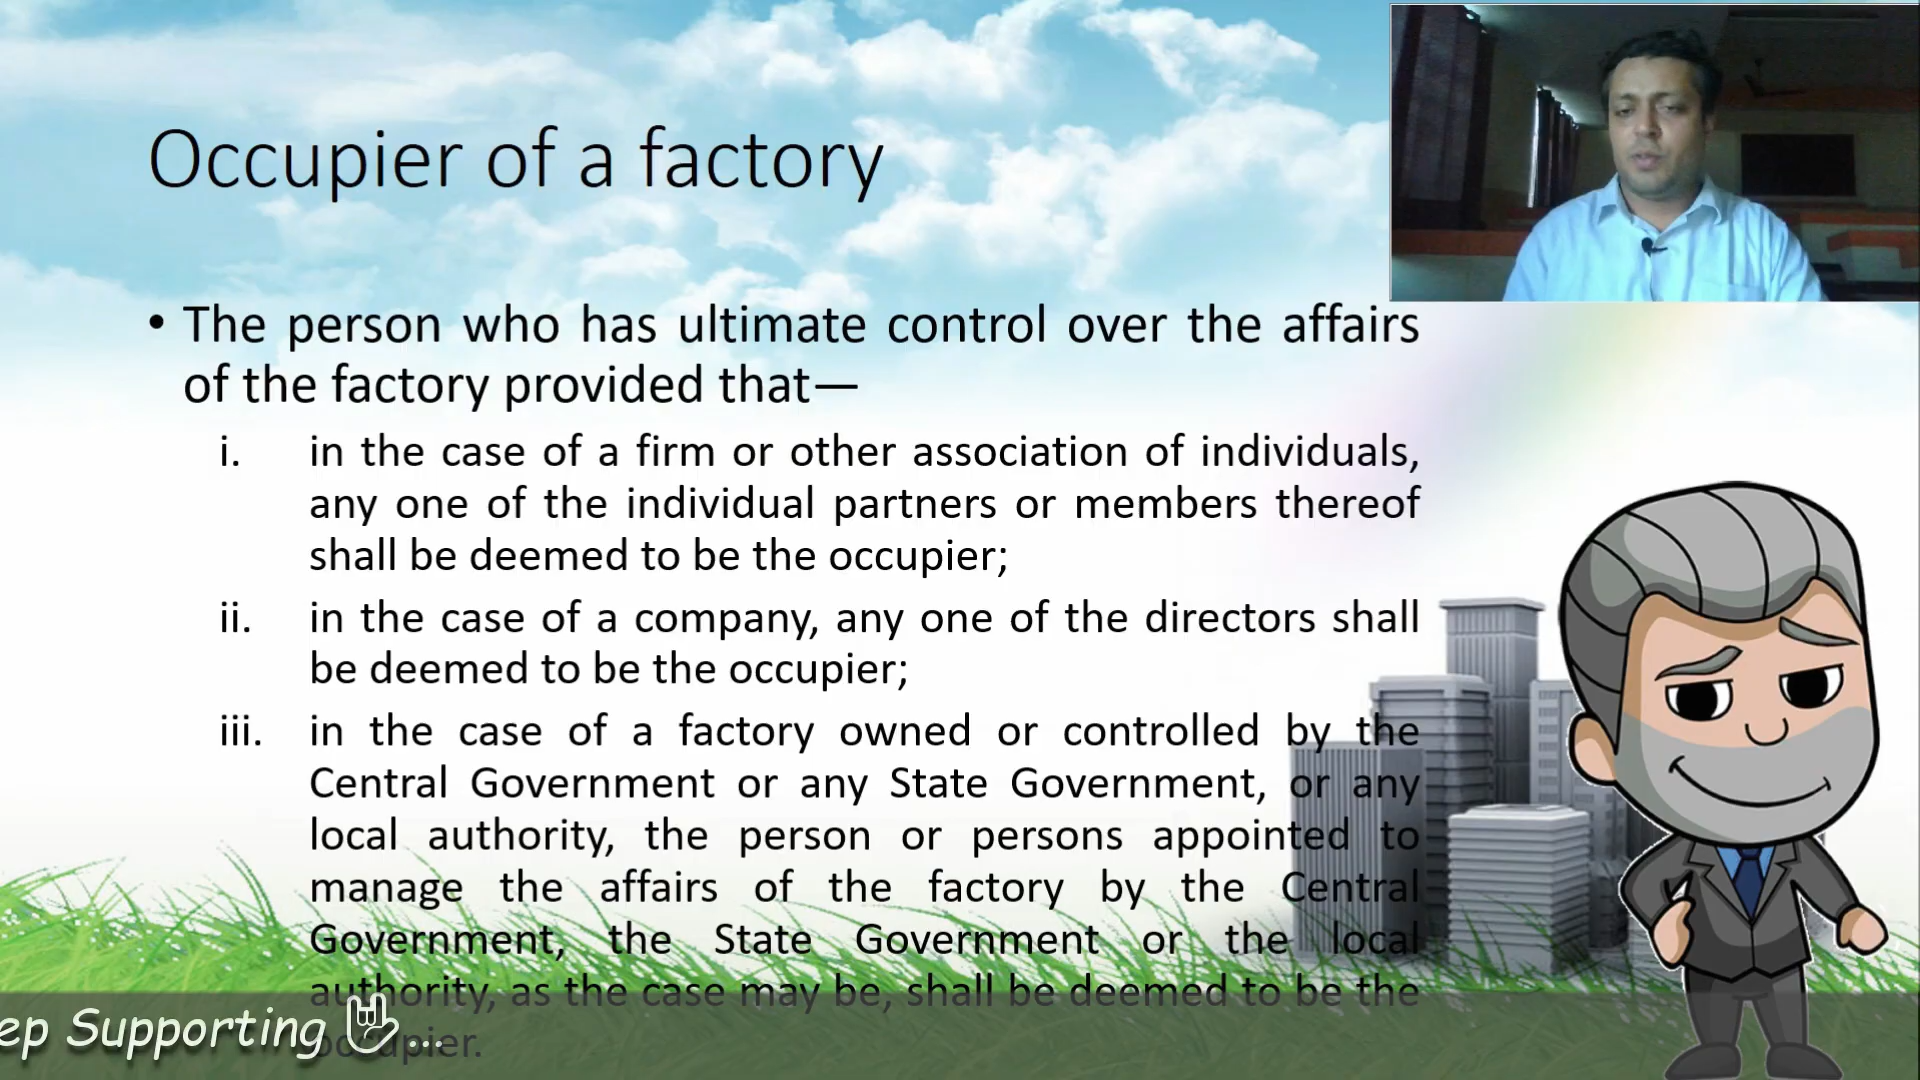 Occupier of a factory
• The person who has ultimate control over the affairs
of the factory provided that—
i. in the case of a firm or other association of individuals,
any one of the individual partners or members thereof
shall be deemed to be the occupier;
ii. in the case of a company, any one of the directors shall
be deemed to be the occupier;
iii. in the case of a factory owned or controlled by the
Central Government or any State Government, or any
local authority, the person or persons appointed to
manage the affairs of the factory by the Central
Government, the State Government or the local
authority, as the case may be, shall be deemed to be the
occupier.
ep Supporting 🤘...